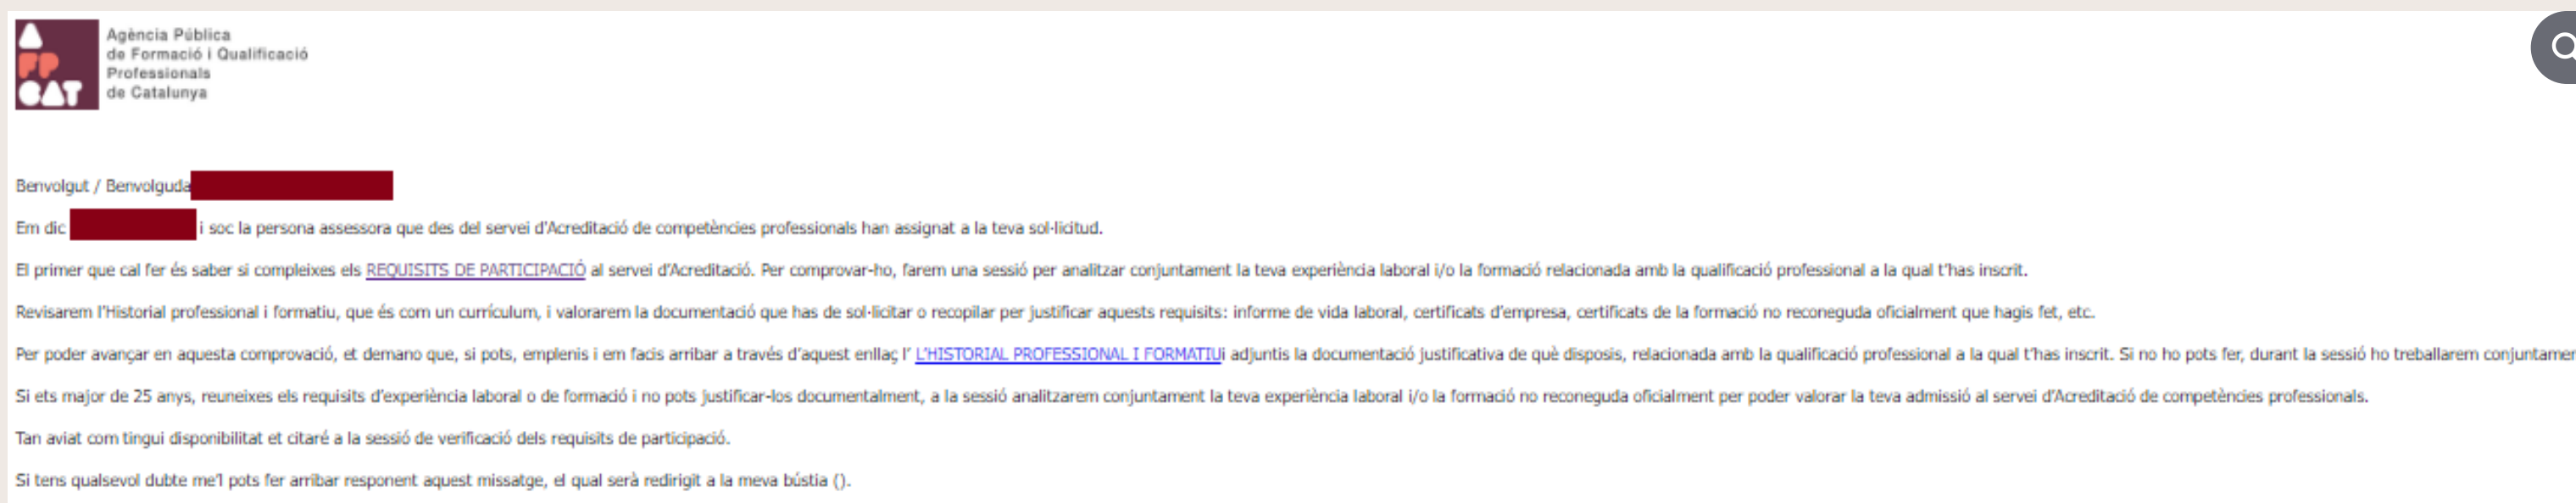 Agència Pública
de Formació i Qualificació
Professionals
de Catalunya
A
FP
CAT
Benvolgut / Benvolguda
Em dic i soc la persona assessora que des del servei d'Acreditació de competències professionals han assignat a la teva sol·licitud.
El primer que cal fer és saber si compleixes els REQUISITS DE PARTICIPACIÓ al servei d'Acreditació. Per comprovar-ho, farem una sessió per analitzar conjuntament la teva experiència laboral i/o la formació relacionada amb la qualificació professional a la qual t'has inscrit.
Revisarem l'Historial professional i formatiu, que és com un currículum, i valorarem la documentació que has de sol·licitar o recopilar per justificar aquests requisits: informe de vida laboral, certificats d'empresa, certificats de la formació no reconeguda oficialment que hagis fet, etc.
Per poder avançar en aquesta comprovació, et demano que, si pots, emplenis i em facis arribar a través d'aquest enllaç l' L'HISTORIAL PROFESSIONAL I FORMATIUi adjuntis la documentació justificativa de què disposis, relacionada amb la qualificació professional a la qual t'has inscrit. Si no ho pots fer, durant la sessió ho treballarem conjuntamen
Si ets major de 25 anys, reuneixes els requisits d'experiència laboral o de formació i no pots justificar-los documentalment, a la sessió analitzarem conjuntament la teva experiència laboral i/o la formació no reconeguda oficialment per poder valorar la teva admissió al servei d'Acreditació de competències professionals.
Tan aviat com tingui disponibilitat et citaré a la sessió de verificació dels requisits de participació.
Si tens qualsevol dubte me'l pots fer arribar responent aquest missatge, el qual serà redirigit a la meva bústia ().